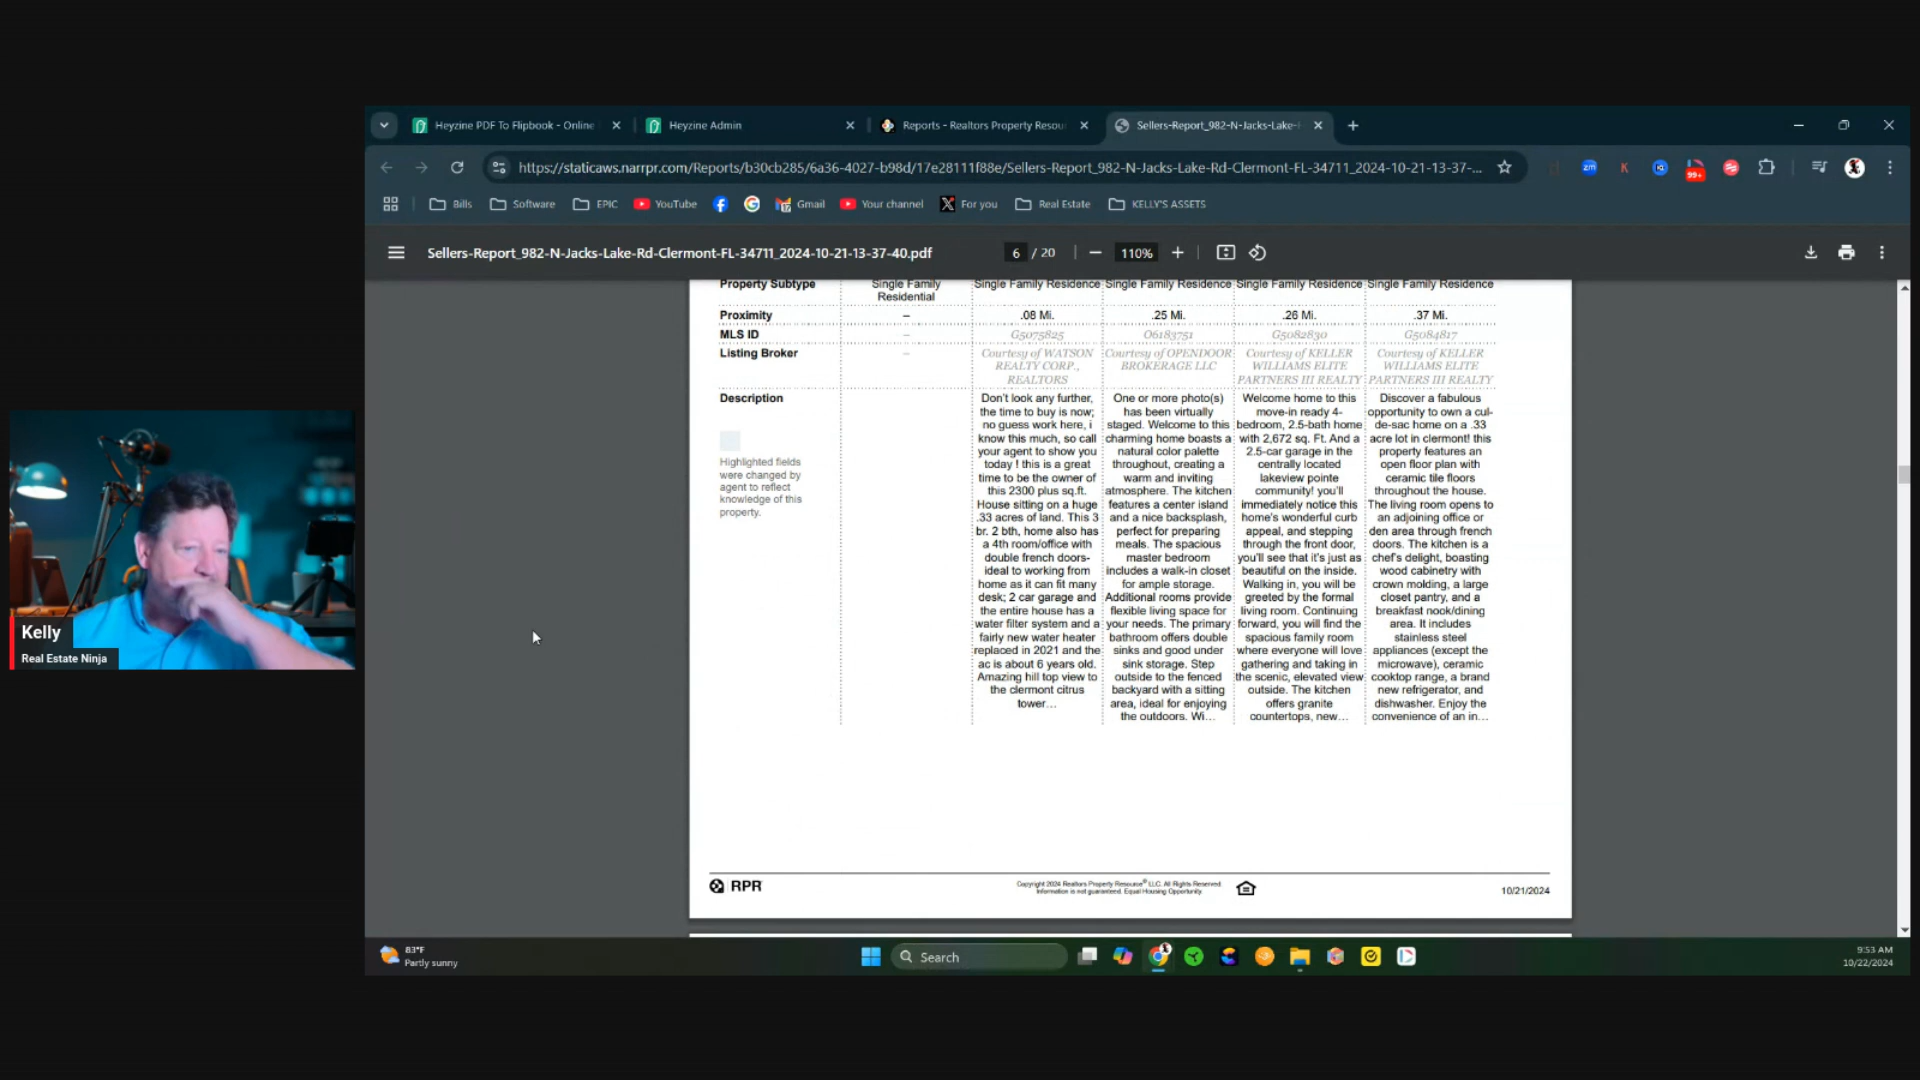 Heyzine PDF To Flipbook - Online
Heyzine Admin
Reports - Realtors Property Resou
Sellers-Report_982-N-Jacks-Lake-
https://staticaws.narrpr.com/Reports/b30cb285/6a36-4027-b98d/17e28111f88e/Sellers-Report_982-N-Jacks-Lake-Rd-Clermont-FL-34711_2024-10-21-13-37-...
zm
K
99+
Bills
Software
EPIC
YouTube
Gmail
Your channel
For you
Real Estate
KELLY'S ASSETS
Sellers-Report_982-N-Jacks-Lake-Rd-Clermont-FL-34711_2024-10-21-13-37-40.pdf
6 / 20
110%
Property Subtype
Single Family
Residential
Single Family Residence
Single Family Residence
Single Family Residence
Single Family Residence
Proximity
–
.08 Mi.
.25 Mi.
.26 Mi.
.37 Mi.
MLS ID
–
G5075825
O6183751
G5082830
G5084817
Listing Broker
–
Courtesy of WATSON
REALTY CORP.,
REALTORS
Courtesy of OPENDOOR
BROKERAGE LLC
Courtesy of KELLER
WILLIAMS ELITE
PARTNERS III REALTY
Courtesy of KELLER
WILLIAMS ELITE
PARTNERS III REALTY
Description
Highlighted fields
were changed by
agent to reflect
knowledge of this
property.
Don't look any further,
the time to buy is now;
no guess work here, i
know this much, so call
your agent to show you
today ! this is a great
time to be the owner of
this 2300 plus sq.ft.
House sitting on a huge
.33 acres of land. This 3
br. 2 bth, home also has
a 4th room/office with
double french doors-
ideal to working from
home as it can fit many
desk; 2 car garage and
the entire house has a
water filter system and a
fairly new water heater
replaced in 2021 and the
ac is about 6 years old.
Amazing hill top view to
the clermont citrus
tower…
One or more photo(s)
has been virtually
staged. Welcome to this
charming home boasts a
natural color palette
throughout, creating a
warm and inviting
atmosphere. The kitchen
features a center island
and a nice backsplash,
perfect for preparing
meals. The spacious
master bedroom
includes a walk-in closet
for ample storage.
Additional rooms provide
flexible living space for
your needs. The primary
bathroom offers double
sinks and good under
sink storage. Step
outside to the fenced
backyard with a sitting
area, ideal for enjoying
the outdoors. Wi…
Welcome home to this
move-in ready 4-
bedroom, 2.5-bath home
with 2,672 sq. Ft. And a
2.5-car garage in the
centrally located
lakeview pointe
community! you'll
immediately notice this
home's wonderful curb
appeal, and stepping
through the front door,
you'll see that it's just as
beautiful on the inside.
Walking in, you will be
greeted by the formal
living room. Continuing
forward, you will find the
spacious family room
where everyone will love
gathering and taking in
the scenic, elevated view
outside. The kitchen
offers granite
countertops, new…
Discover a fabulous
opportunity to own a cul-
de-sac home on a .33
acre lot in clermont! this
property features an
open floor plan with
ceramic tile floors
throughout the house.
The living room opens to
an adjoining office or
den area through french
doors. The kitchen is a
chef's delight, boasting
wood cabinetry with
crown molding, a large
closet pantry, and a
breakfast nook/dining
area. It includes
stainless steel
appliances (except the
microwave), ceramic
cooktop range, a brand
new refrigerator, and
dishwasher. Enjoy the
convenience of an in…
RPR
Copyright 2024 Realtors Property Resource® LLC. All Rights Reserved.
Information is not guaranteed. Equal Housing Opportunity.
10/21/2024
Kelly
Real Estate Ninja
83°F
Partly sunny
Search
9:53 AM
10/22/2024